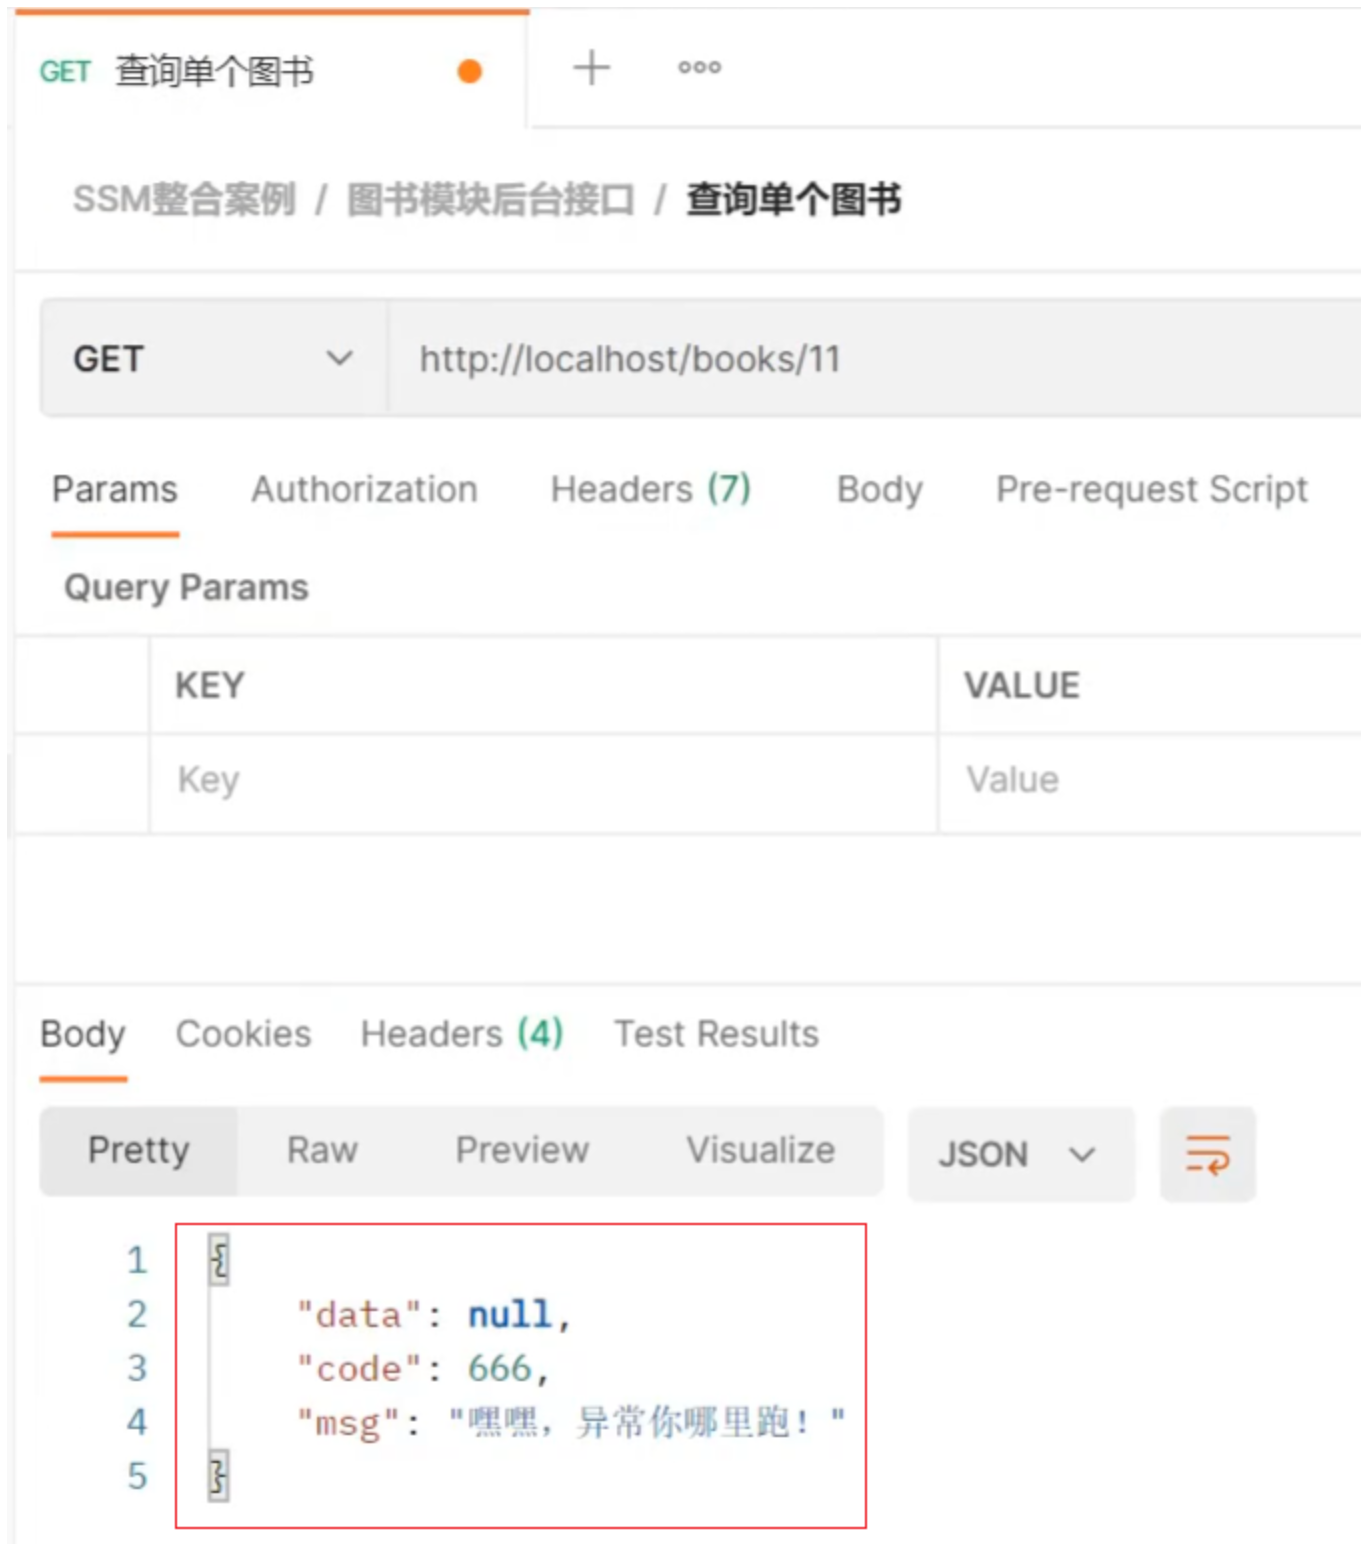 GET 查询单个图书
SSM整合案例 / 图书模块后台接口 / 查询单个图书
GET http://localhost/books/11
Params Authorization Headers (7) Body Pre-request Script
Query Params
KEY VALUE
Key Value
Body Cookies Headers (4) Test Results
Pretty Raw Preview Visualize JSON
1 {
2 "data": null,
3 "code": 666,
4 "msg": "嘿嘿，异常你哪里跑！"
5 }